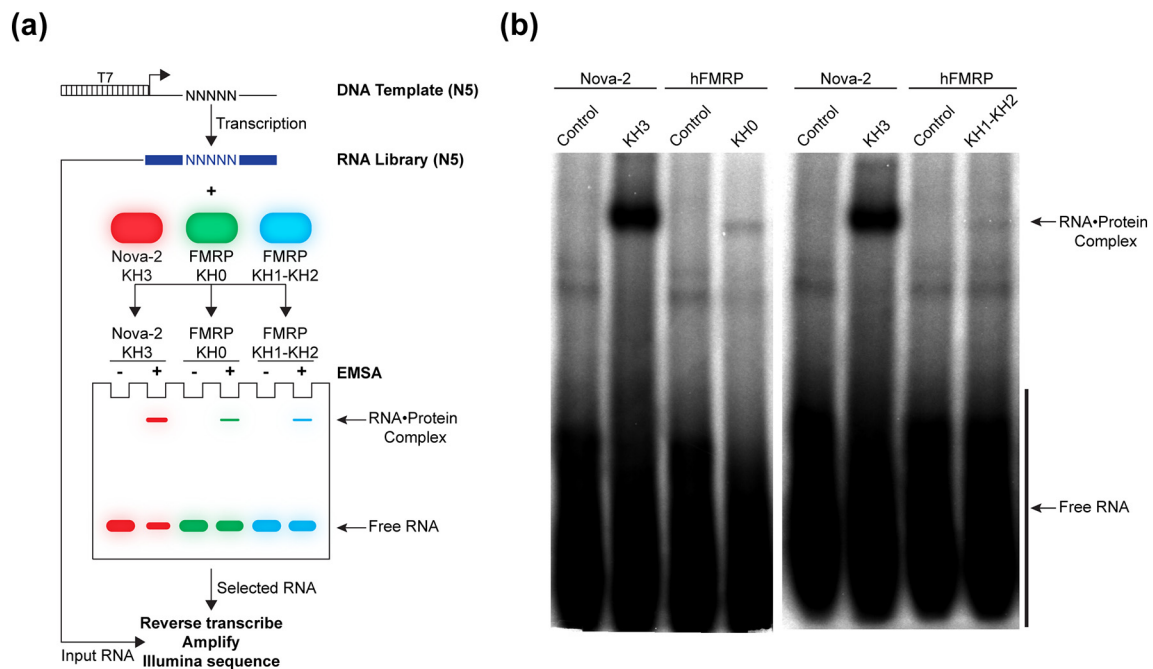 (a)
T7
NNNNN
DNA Template (N5)
Transcription
NNNNN
RNA Library (N5)
+
Nova-2
KH3
FMRP
KH0
FMRP
KH1-KH2
Nova-2
KH3
FMRP
KH0
FMRP
KH1-KH2
- + - + - +
EMSA
RNA•Protein
Complex
Free RNA
Selected RNA
Reverse transcribe
Amplify
Illumina sequence
Input RNA
(b)
Nova-2
hFMRP
Control
KH3
Control
KH0
Nova-2
hFMRP
Control
KH3
Control
KH1-KH2
RNA•Protein
Complex
Free RNA